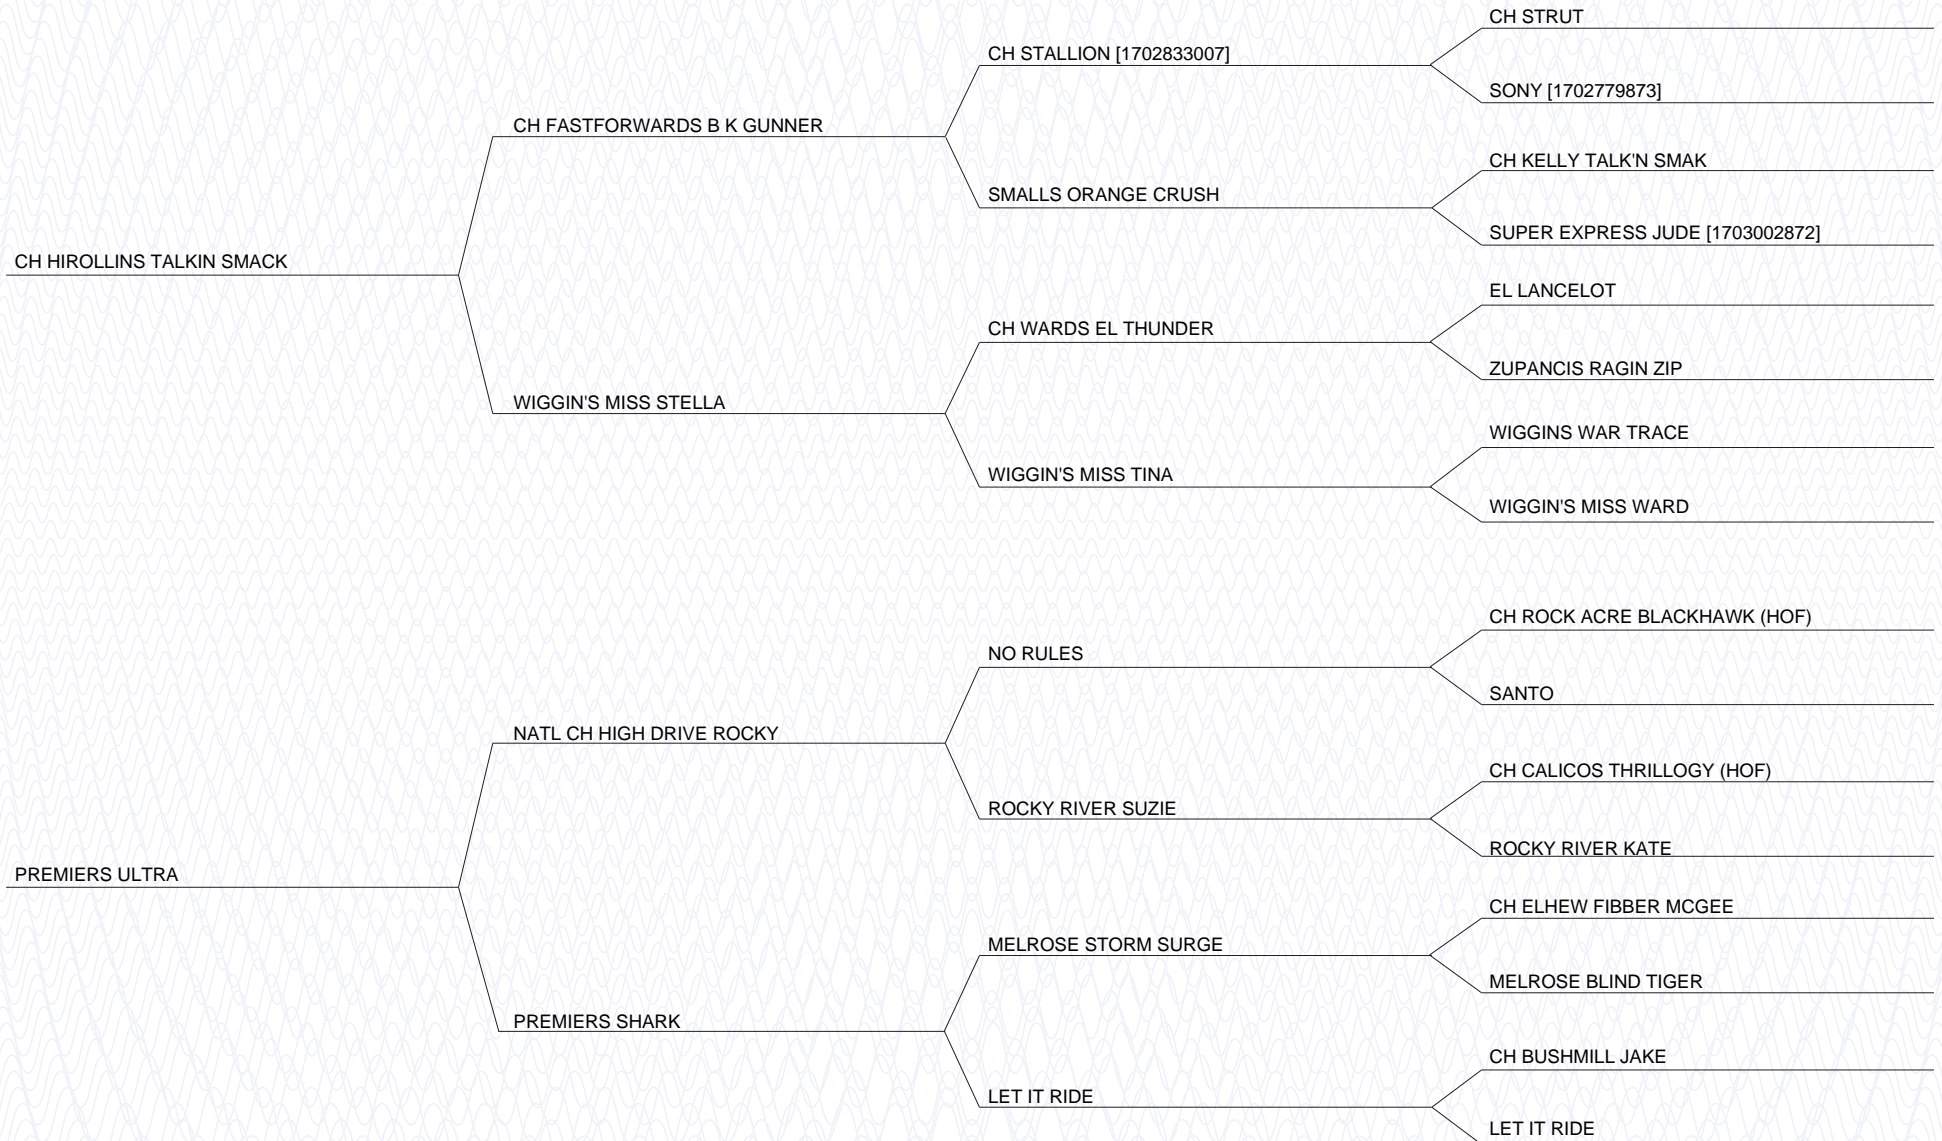 CH STRUT
CH STALLION [1702833007]
SONY [1702779873]
CH FASTFORWARDS B K GUNNER
CH KELLY TALK'N SMAK
SMALLS ORANGE CRUSH
SUPER EXPRESS JUDE [1703002872]
CH HIROLLINS TALKIN SMACK
EL LANCELOT
CH WARDS EL THUNDER
ZUPANCIS RAGIN ZIP
WIGGIN'S MISS STELLA
WIGGINS WAR TRACE
WIGGIN'S MISS TINA
WIGGIN'S MISS WARD
CH ROCK ACRE BLACKHAWK (HOF)
NO RULES
SANTO
NATL CH HIGH DRIVE ROCKY
CH CALICOS THRILLOGY (HOF)
ROCKY RIVER SUZIE
ROCKY RIVER KATE
PREMIERS ULTRA
CH ELHEW FIBBER MCGEE
MELROSE STORM SURGE
MELROSE BLIND TIGER
PREMIERS SHARK
CH BUSHMILL JAKE
LET IT RIDE
LET IT RIDE